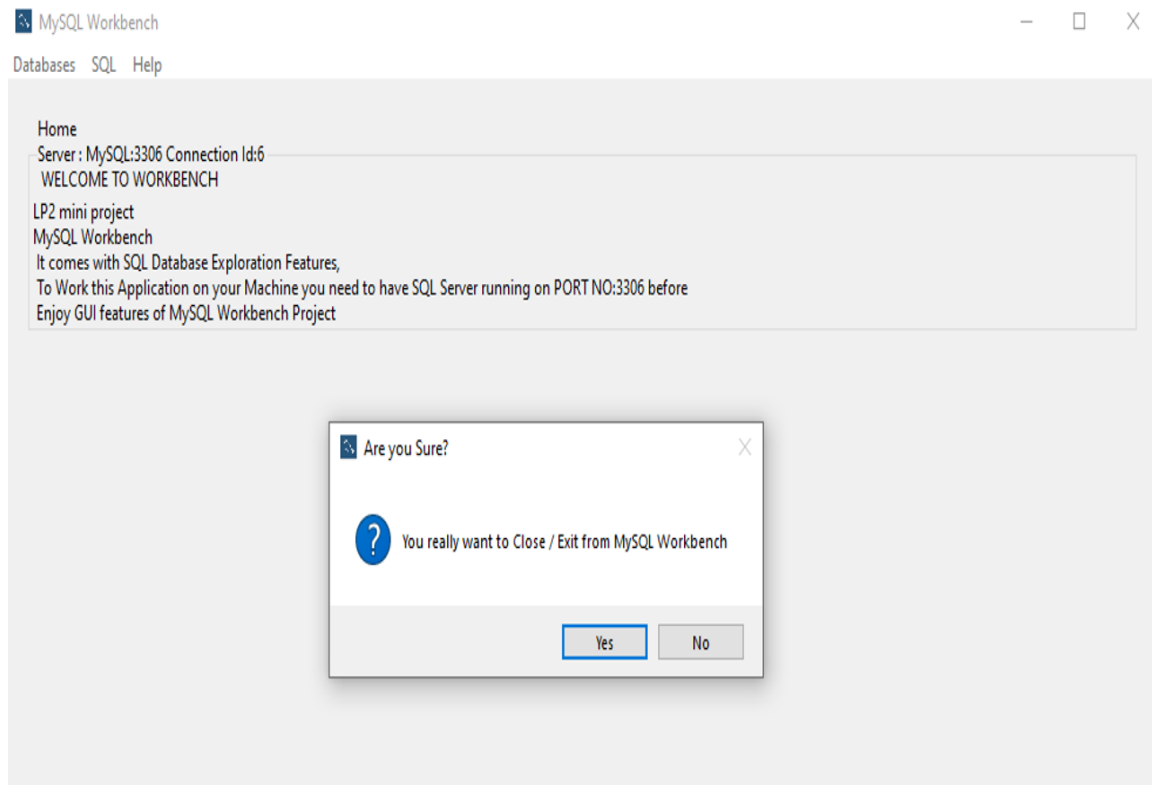 MySQL Workbench
Databases SQL Help
Home
Server : MySQL:3306 Connection Id:6
WELCOME TO WORKBENCH
LP2 mini project
MySQL Workbench
It comes with SQL Database Exploration Features,
To Work this Application on your Machine you need to have SQL Server running on PORT NO:3306 before
Enjoy GUI features of MySQL Workbench Project
Are you Sure?
You really want to Close / Exit from MySQL Workbench
Yes No